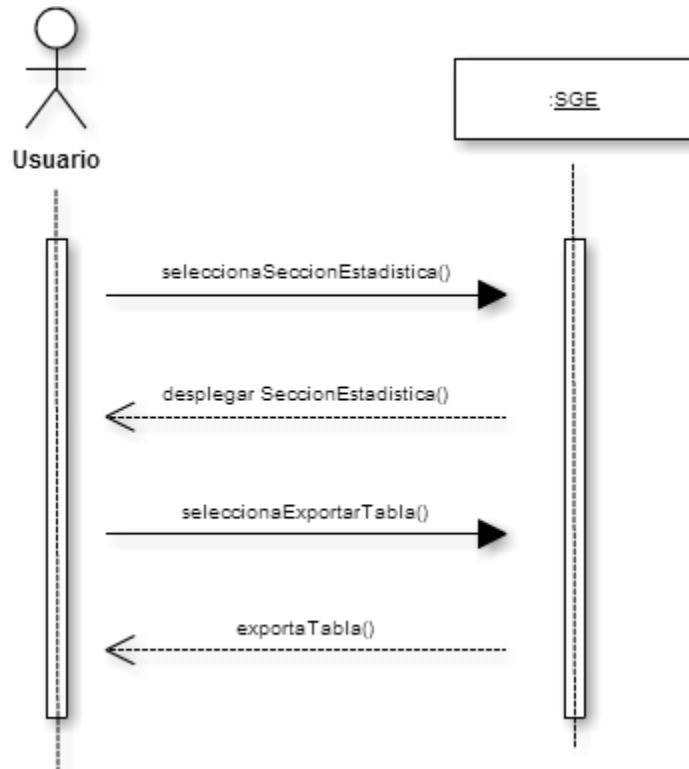 :SGE
Usuario
seleccionaSeccionEstadistica()
desplegar SeccionEstadistica()
seleccionaExportarTabla()
exportaTabla()